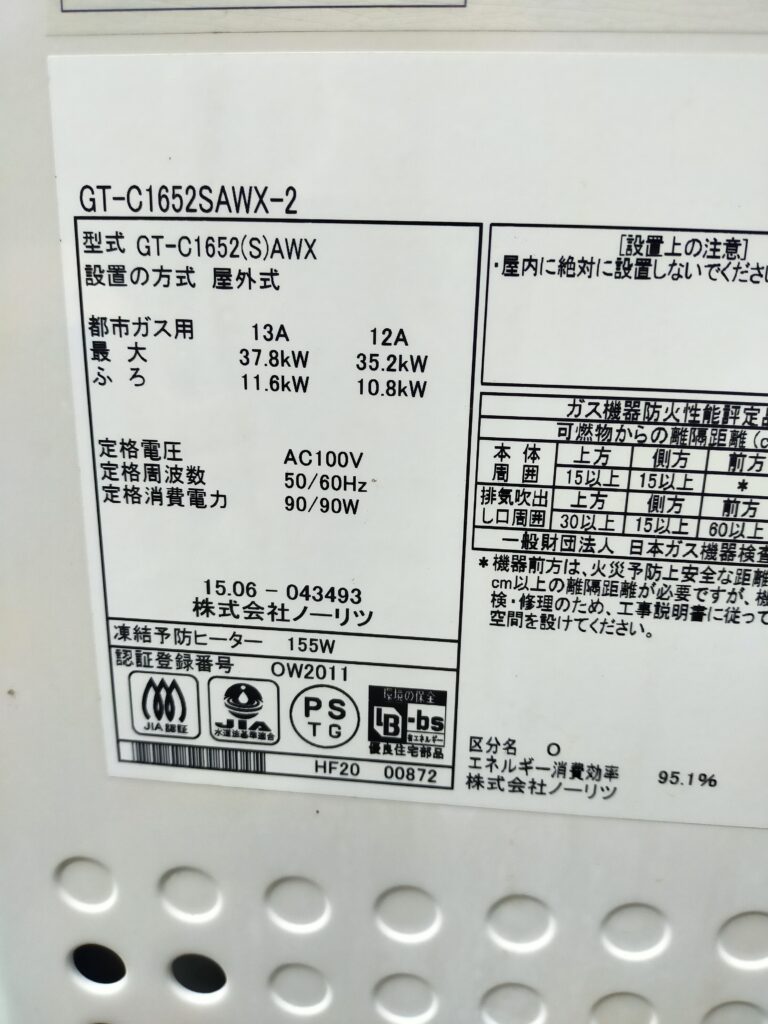 GT-C1652SAWX-2
型式 GT-C1652(S)AWX
設置の方式 屋外式
都市ガス用 13A 12A
最大 37.8kW 35.2kW
ふろ 11.6kW 10.8kW
定格電圧 AC100V
定格周波数 50/60Hz
定格消費電力 90/90W
15.06 - 043493
株式会社ノーリツ
凍結予防ヒーター 155W
認証登録番号 OW2011
JIA認証
JIA
水道法基準適合
PS
TG
環境の保全
BL-bs
省エネルギー
優良住宅部品
HF20 00872
[設置上の注意]
・屋内に絶対に設置しないでくださ
ガス機器防火性能評定
可燃物からの離隔距離(c
本体周囲 上方 側方 前方
15以上 15以上 *
排気吹出し口周囲 上方 側方 前方
30以上 15以上 60以上
一般財団法人 日本ガス機器検査
*機器前方は、火災予防上安全な距離
cm以上の離隔距離が必要ですが、機
検・修理のため、工事説明書に従って
空間を設けてください。
区分名 O
エネルギー消費効率 95.1%
株式会社ノーリツ